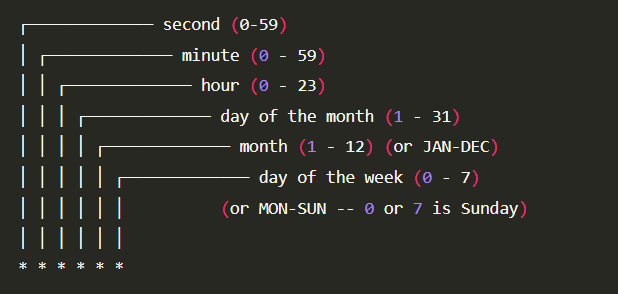 second (0-59)
minute (0 - 59)
hour (0 - 23)
day of the month (1 - 31)
month (1 - 12) (or JAN-DEC)
day of the week (0 - 7)
(or MON-SUN -- 0 or 7 is Sunday)
* * * * * *